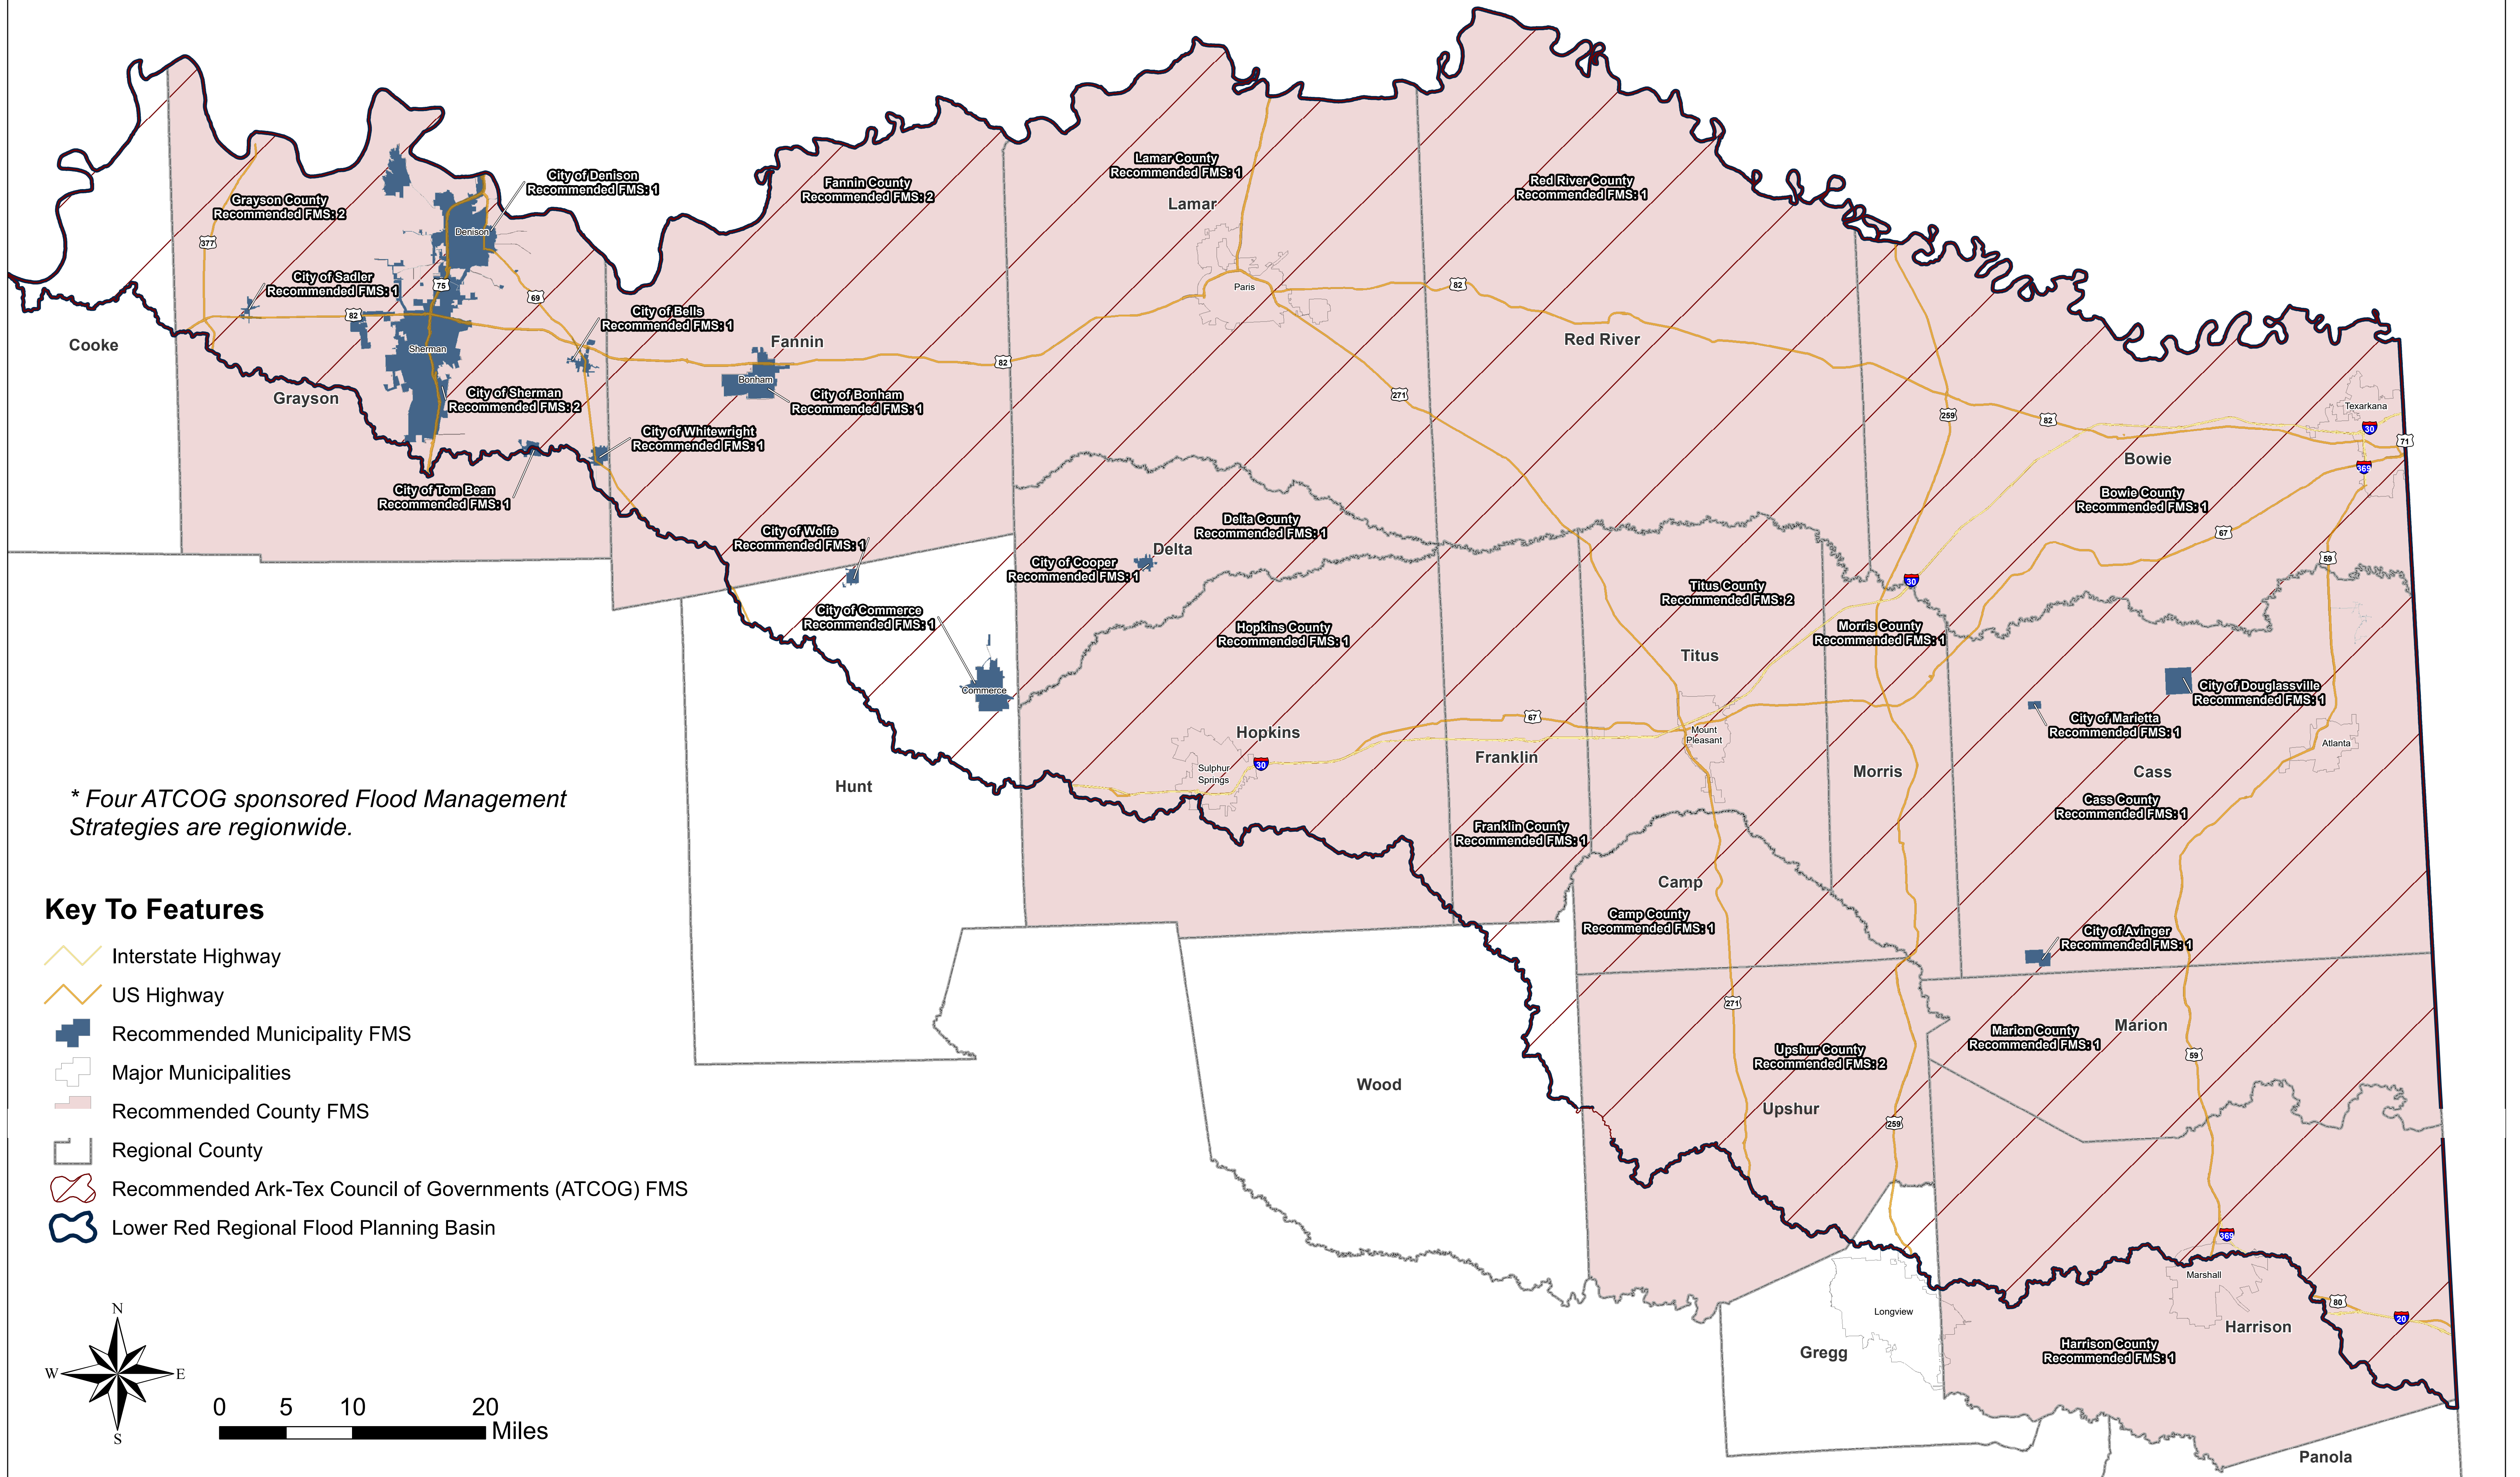 City of Denison
Recommended FMS: 1
Grayson County
Recommended FMS: 2
377
Denison
City of Sadler
Recommended FMS: 1
75
69
82
Sherman
City of Bells
Recommended FMS: 1
City of Sherman
Recommended FMS: 2
Cooke
Grayson
City of Tom Bean
Recommended FMS: 1
City of Whitewright
Recommended FMS: 1
Fannin County
Recommended FMS: 2
Fannin
Bonham
City of Bonham
Recommended FMS: 1
82
City of Wolfe
Recommended FMS: 1
City of Commerce
Recommended FMS: 1
Commerce
Hunt
Lamar County
Recommended FMS: 1
Lamar
Paris
82
271
Red River County
Recommended FMS: 1
Red River
Delta County
Recommended FMS: 1
Delta
City of Cooper
Recommended FMS: 1
Hopkins County
Recommended FMS: 1
Hopkins
Sulphur
Springs
30
67
Franklin
Franklin County
Recommended FMS: 1
Titus County
Recommended FMS: 2
Titus
Mount
Pleasant
Morris County
Recommended FMS: 1
Morris
30
259
82
Texarkana
30
71
369
Bowie
Bowie County
Recommended FMS: 1
67
59
City of Douglassville
Recommended FMS: 1
City of Marietta
Recommended FMS: 1
Atlanta
Cass
Cass County
Recommended FMS: 1
City of Avinger
Recommended FMS: 1
Camp
Camp County
Recommended FMS: 1
271
Upshur County
Recommended FMS: 2
Upshur
259
Wood
Marion County
Recommended FMS: 1
Marion
59
369
Marshall
80
20
Longview
Gregg
Harrison
Harrison County
Recommended FMS: 1
Panola
* Four ATCOG sponsored Flood Management
Strategies are regionwide.
Key To Features
Interstate Highway
US Highway
Recommended Municipality FMS
Major Municipalities
Recommended County FMS
Regional County
Recommended Ark-Tex Council of Governments (ATCOG) FMS
Lower Red Regional Flood Planning Basin
N
W E
S
0 5 10 20
Miles